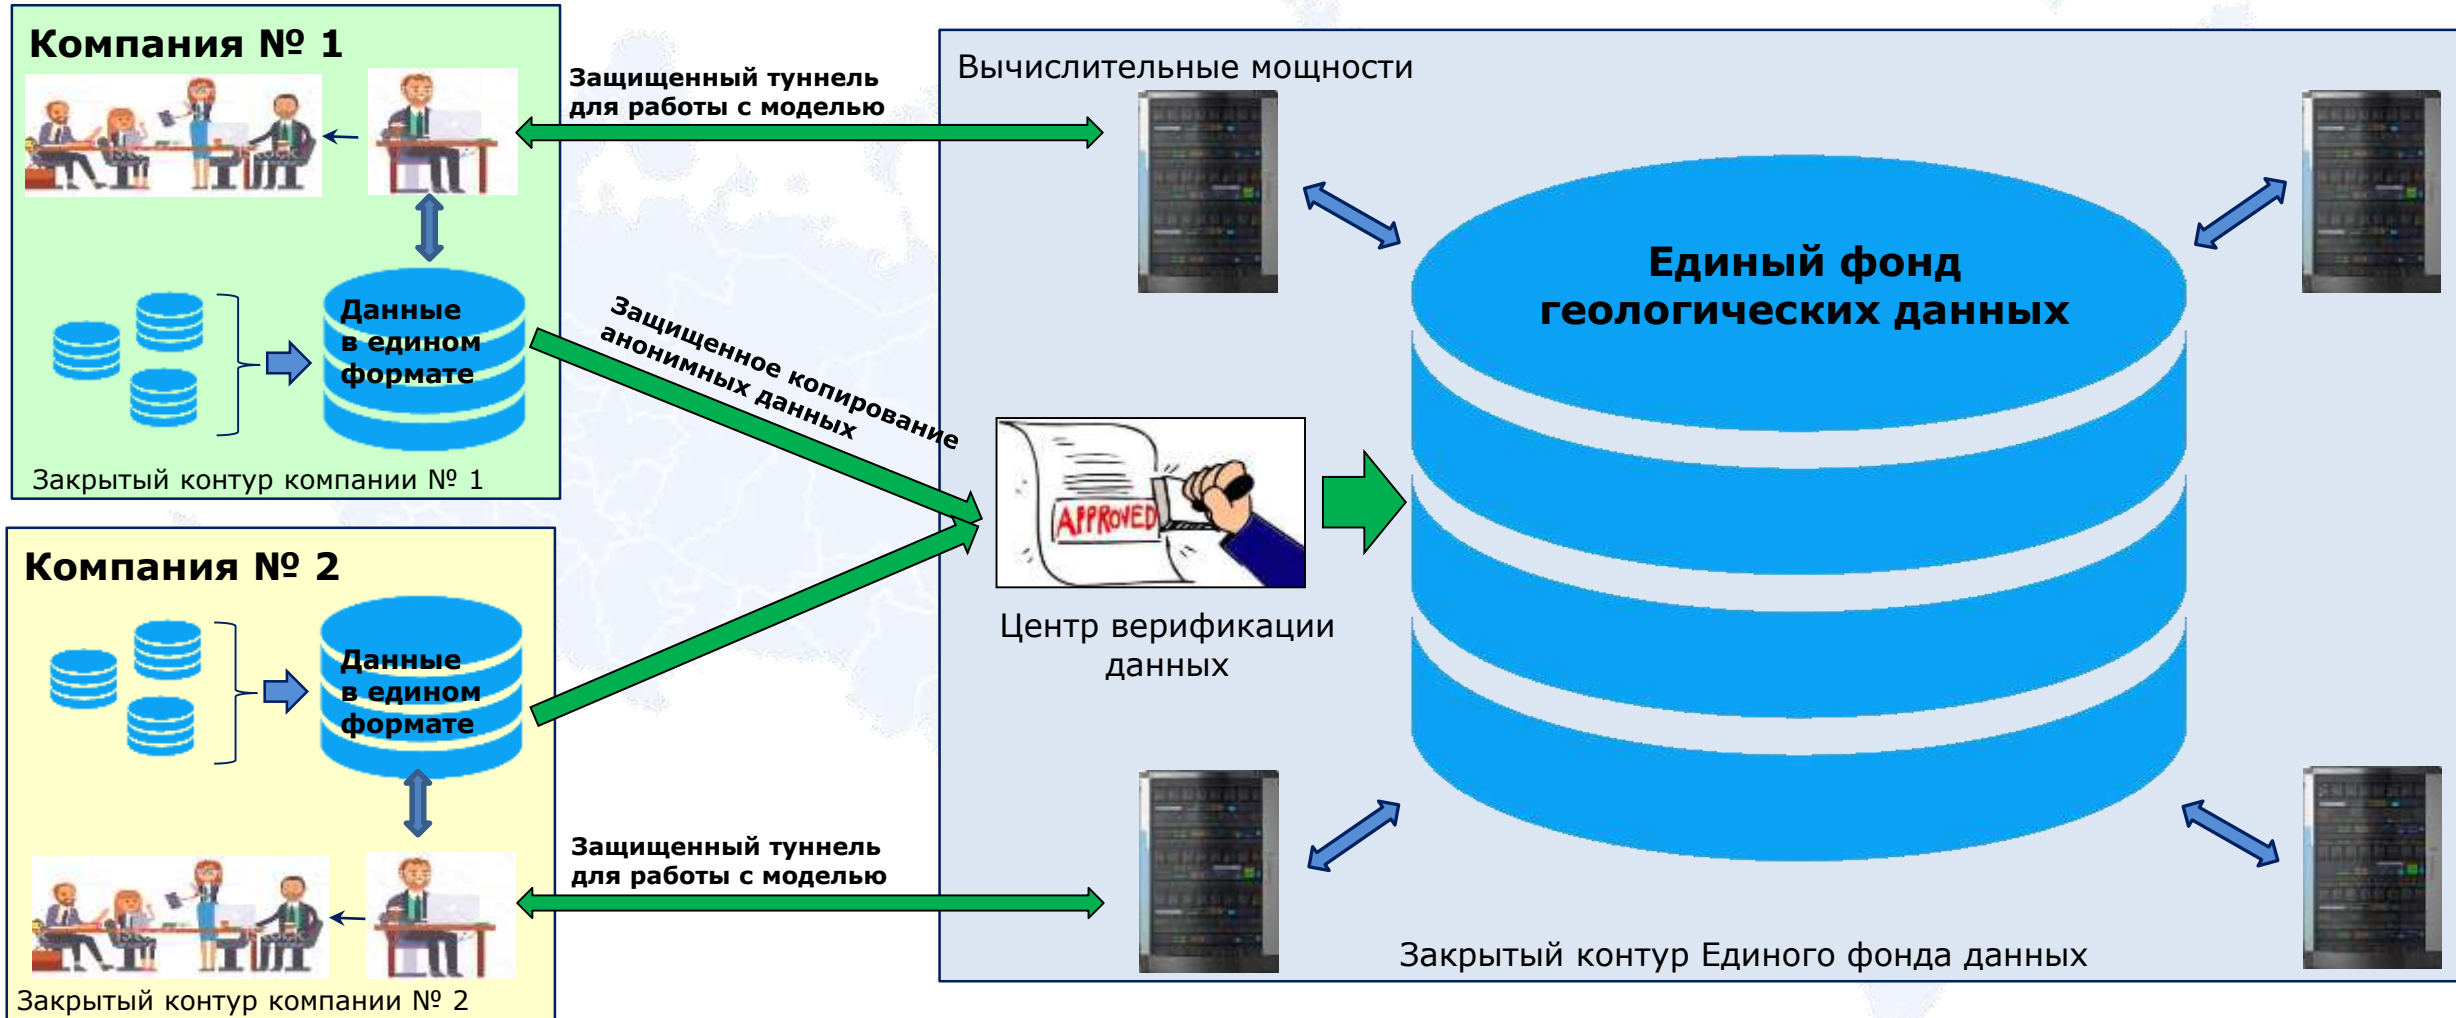 Компания № 1
Защищенный туннель
для работы с моделью
Данные
в едином
формате
Закрытый контур компании № 1
Защищенное копирование
анонимных данных
Компания № 2
Данные
в едином
формате
Защищенный туннель
для работы с моделью
Закрытый контур компании № 2
Вычислительные мощности
Единый фонд
геологических данных
APPROVED
Центр верификации
данных
Закрытый контур Единого фонда данных